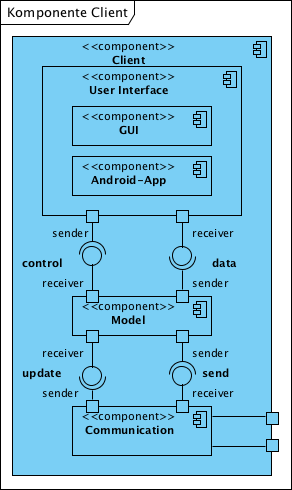 Komponente Client
<<component>>
Client
<<component>>
User Interface
<<component>>
GUI
<<component>>
Android-App
sender receiver
control data
receiver sender
<<component>>
Model
receiver sender
update send
sender receiver
<<component>>
Communication